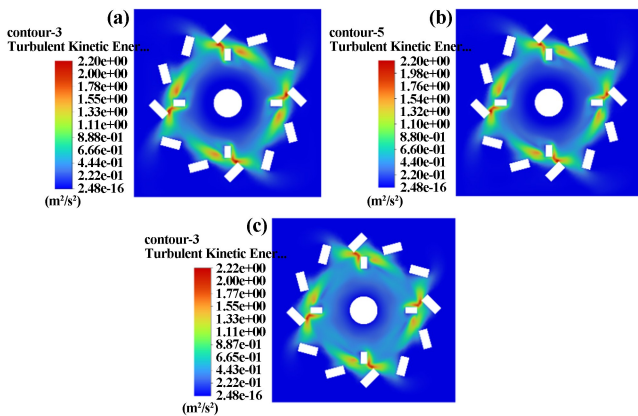 (a)
contour-3
Turbulent Kinetic Ener...
2.20e+00
2.00e+00
1.78e+00
1.55e+00
1.33e+00
1.11e+00
8.88e-01
6.66e-01
4.44e-01
2.22e-01
2.48e-16
(m²/s²)
(b)
contour-5
Turbulent Kinetic Ener...
2.20e+00
1.98e+00
1.76e+00
1.54e+00
1.32e+00
1.10e+00
8.80e-01
6.60e-01
4.40e-01
2.20e-01
2.48e-16
(m²/s²)
(c)
contour-3
Turbulent Kinetic Ener...
2.22e+00
2.00e+00
1.77e+00
1.55e+00
1.33e+00
1.11e+00
8.87e-01
6.65e-01
4.43e-01
2.22e-01
2.48e-16
(m²/s²)